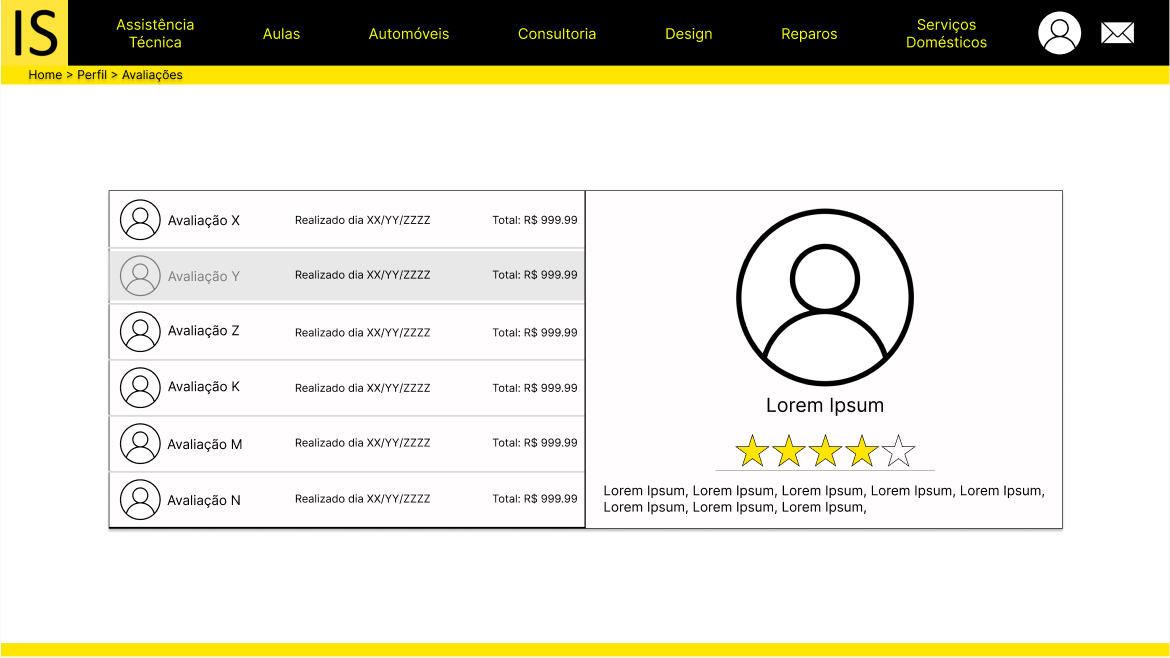 IS
Assistência
Técnica
Aulas
Automóveis
Consultoria
Design
Reparos
Serviços
Domésticos
Home > Perfil > Avaliações
Avaliação X Realizado dia XX/YY/ZZZZ Total: R$ 999.99
Avaliação Y Realizado dia XX/YY/ZZZZ Total: R$ 999.99
Avaliação Z Realizado dia XX/YY/ZZZZ Total: R$ 999.99
Avaliação K Realizado dia XX/YY/ZZZZ Total: R$ 999.99
Avaliação M Realizado dia XX/YY/ZZZZ Total: R$ 999.99
Avaliação N Realizado dia XX/YY/ZZZZ Total: R$ 999.99
Lorem Ipsum
Lorem Ipsum, Lorem Ipsum, Lorem Ipsum, Lorem Ipsum, Lorem Ipsum,
Lorem Ipsum, Lorem Ipsum, Lorem Ipsum,